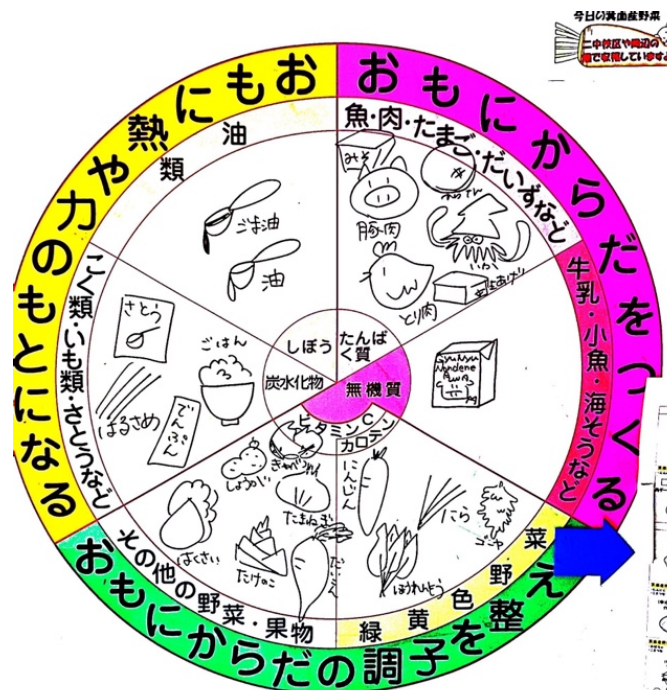 今日の箕面産野菜
二中校区や周辺の
畑で収穫しています
おもにからだをつくる
魚・肉・たまご・だいずなど
牛乳・小魚・海そうなど
みそ
豚肉
いか
とり肉
あつあげ
たんぱく質
無機質
おもに熱や力のもとになる
油類
ごま油
油
しぼう
こく類・いも類・さとうなど
さとう
ごはん
はるさめ
でんぷん
炭水化物
おもにからだの調子を整え
緑黄色野菜
にんじん
にら
ゴーヤ
ほうれんそう
カロテン
ビタミンC
その他の野菜・果物
キャベツ
しょうが
たまねぎ
はくさい
たけのこ
だいこん